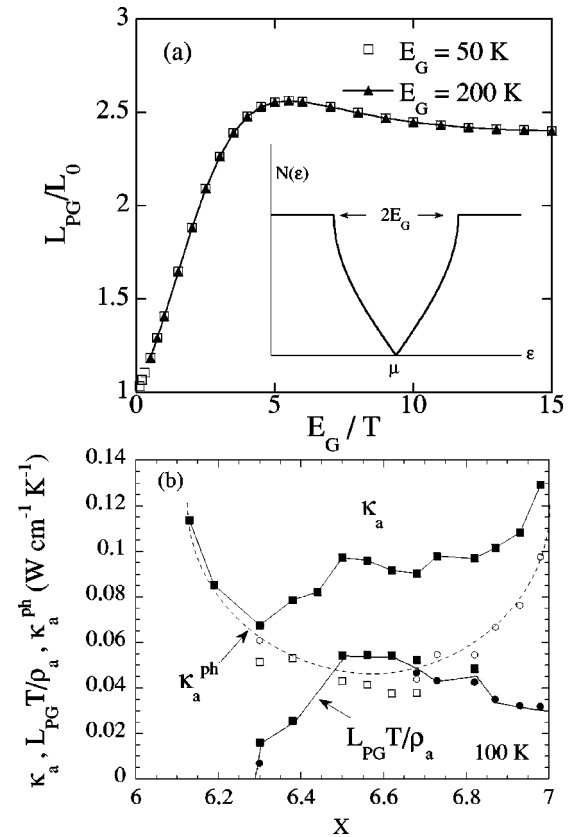 3
(a)
E_G = 50 K
E_G = 200 K
2.5
N(ε)
2E_G
2
1.5
μ
ε
1
0
5
10
15
L_PG/L_0
E_G / T
0.14
(b)
0.12
κ_a
0.1
0.08
0.06
κ_a^ph
0.04
L_PG T/ρ_a
0.02
100 K
0
6
6.2
6.4
6.6
6.8
7
κ_a , L_PG T/ρ_a , κ_a^ph (W cm^-1 K^-1)
X